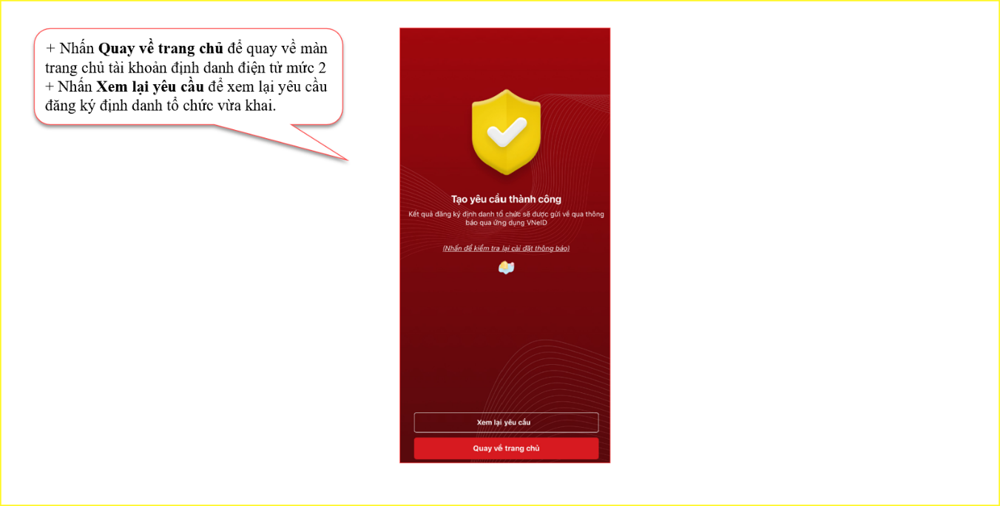 + Nhấn Quay về trang chủ để quay về màn
trang chủ tài khoản định danh điện tử mức 2
+ Nhấn Xem lại yêu cầu để xem lại yêu cầu
đăng ký định danh tổ chức vừa khai.
Tạo yêu cầu thành công
Kết quả đăng ký định danh tổ chức sẽ được gửi về qua thông
báo qua ứng dụng VNeID
(Nhấn để kiểm tra lại cài đặt thông báo)
Xem lại yêu cầu
Quay về trang chủ